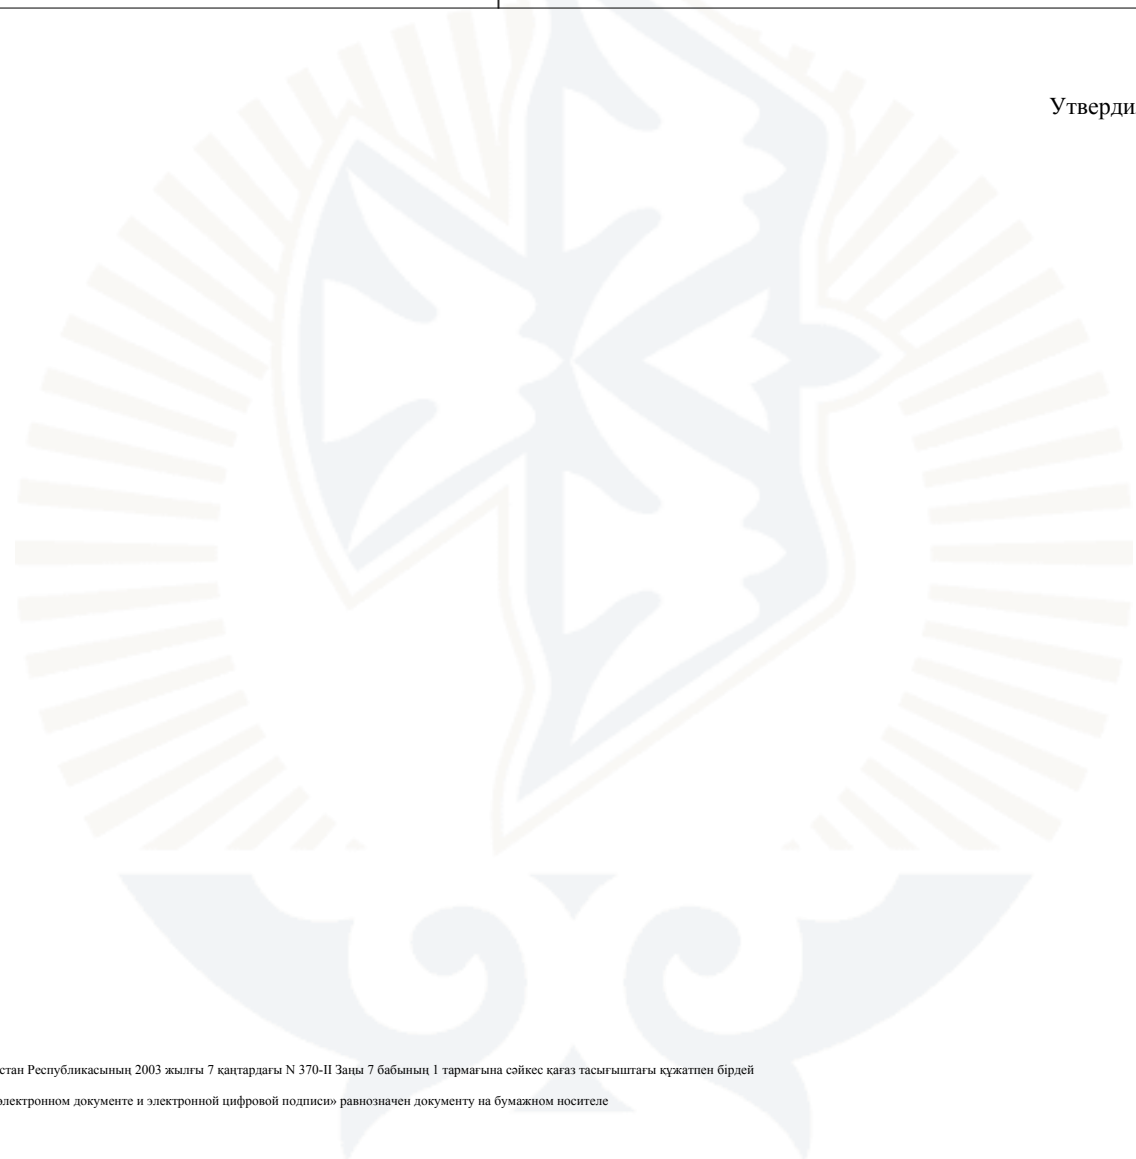 стан Республикасының 2003 жылғы 7 қаңтардағы N 370-II Заңы 7 бабының 1 тармағына сәйкес қағаз тасығыштағы құжатпен бірдей
электронном документе и электронной цифровой подписи» равнозначен документу на бумажном носителе